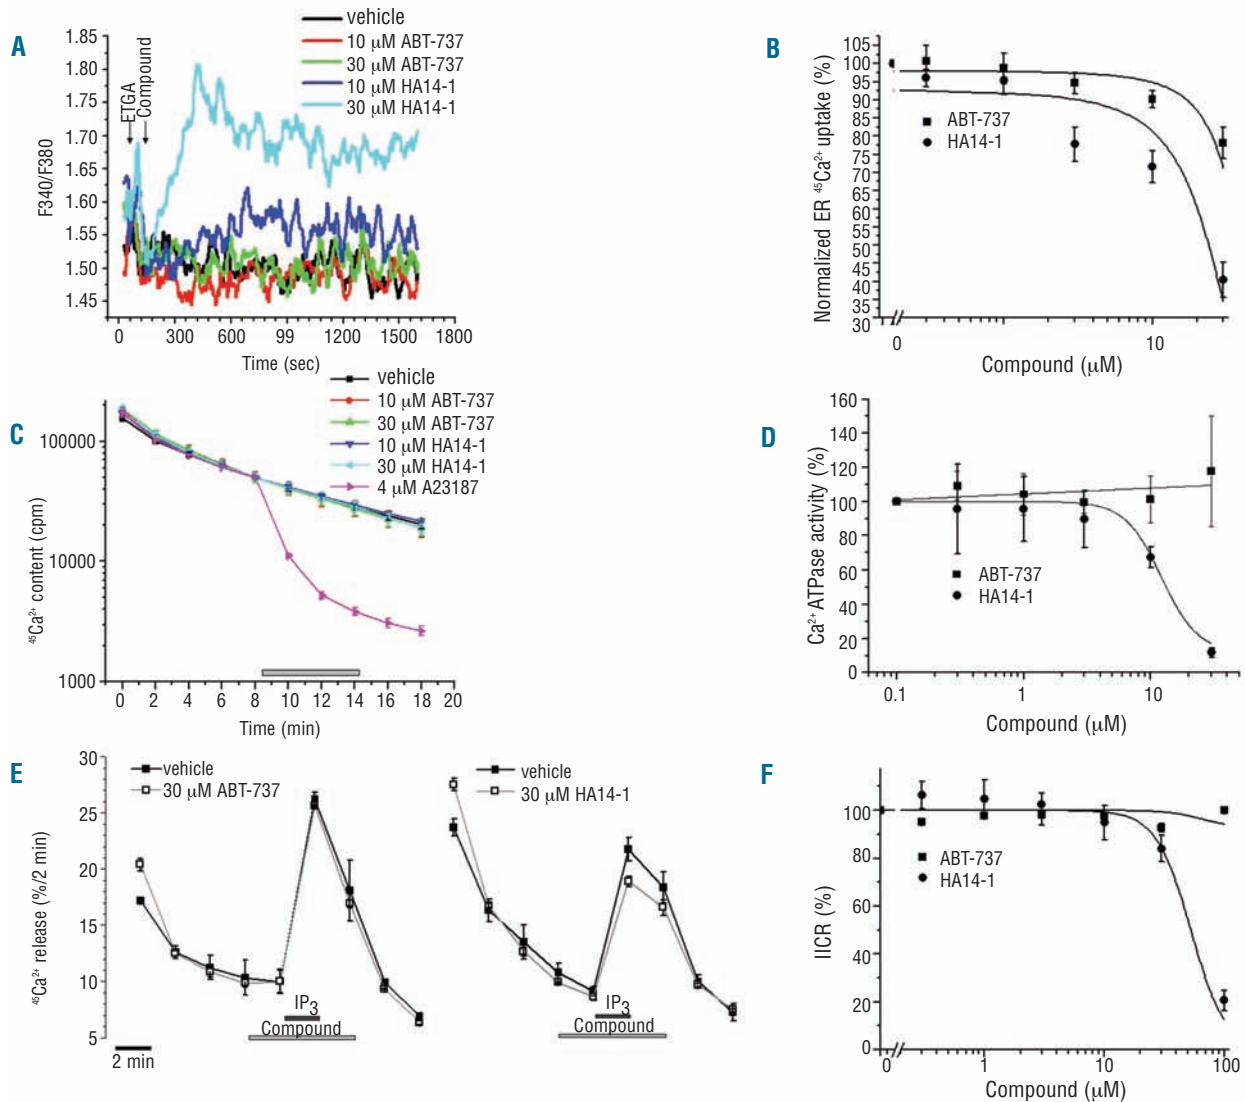 A
vehicle
10 μM ABT-737
30 μM ABT-737
10 μM HA14-1
30 μM HA14-1
ETGA
Compound
F340/F380
1.85
1.80
1.75
1.70
1.65
1.60
1.55
1.50
1.45
0 300 600 99 1200 1500 1800
Time (sec)
B
Normalized ER ⁴⁵Ca²⁺ uptake (%)
105
100
95
90
85
80
75
70
65
60
55
50
45
40
35
30
ABT-737
HA14-1
0 10
Compound (μM)
C
vehicle
10 μM ABT-737
30 μM ABT-737
10 μM HA14-1
30 μM HA14-1
4 μM A23187
⁴⁵Ca²⁺ content (cpm)
100000
10000
1000
0 2 4 6 8 10 12 14 16 18 20
Time (min)
D
Ca²⁺ ATPase activity (%)
160
140
120
100
80
60
40
20
0
ABT-737
HA14-1
0.1 1 10
Compound (μM)
E
⁴⁵Ca²⁺ release (%/2 min)
30
25
20
15
10
5
vehicle
30 μM ABT-737
IP3
Compound
2 min
vehicle
30 μM HA14-1
IP3
Compound
F
IICR (%)
100
80
60
40
20
0
ABT-737
HA14-1
0 1 10 100
Compound (μM)